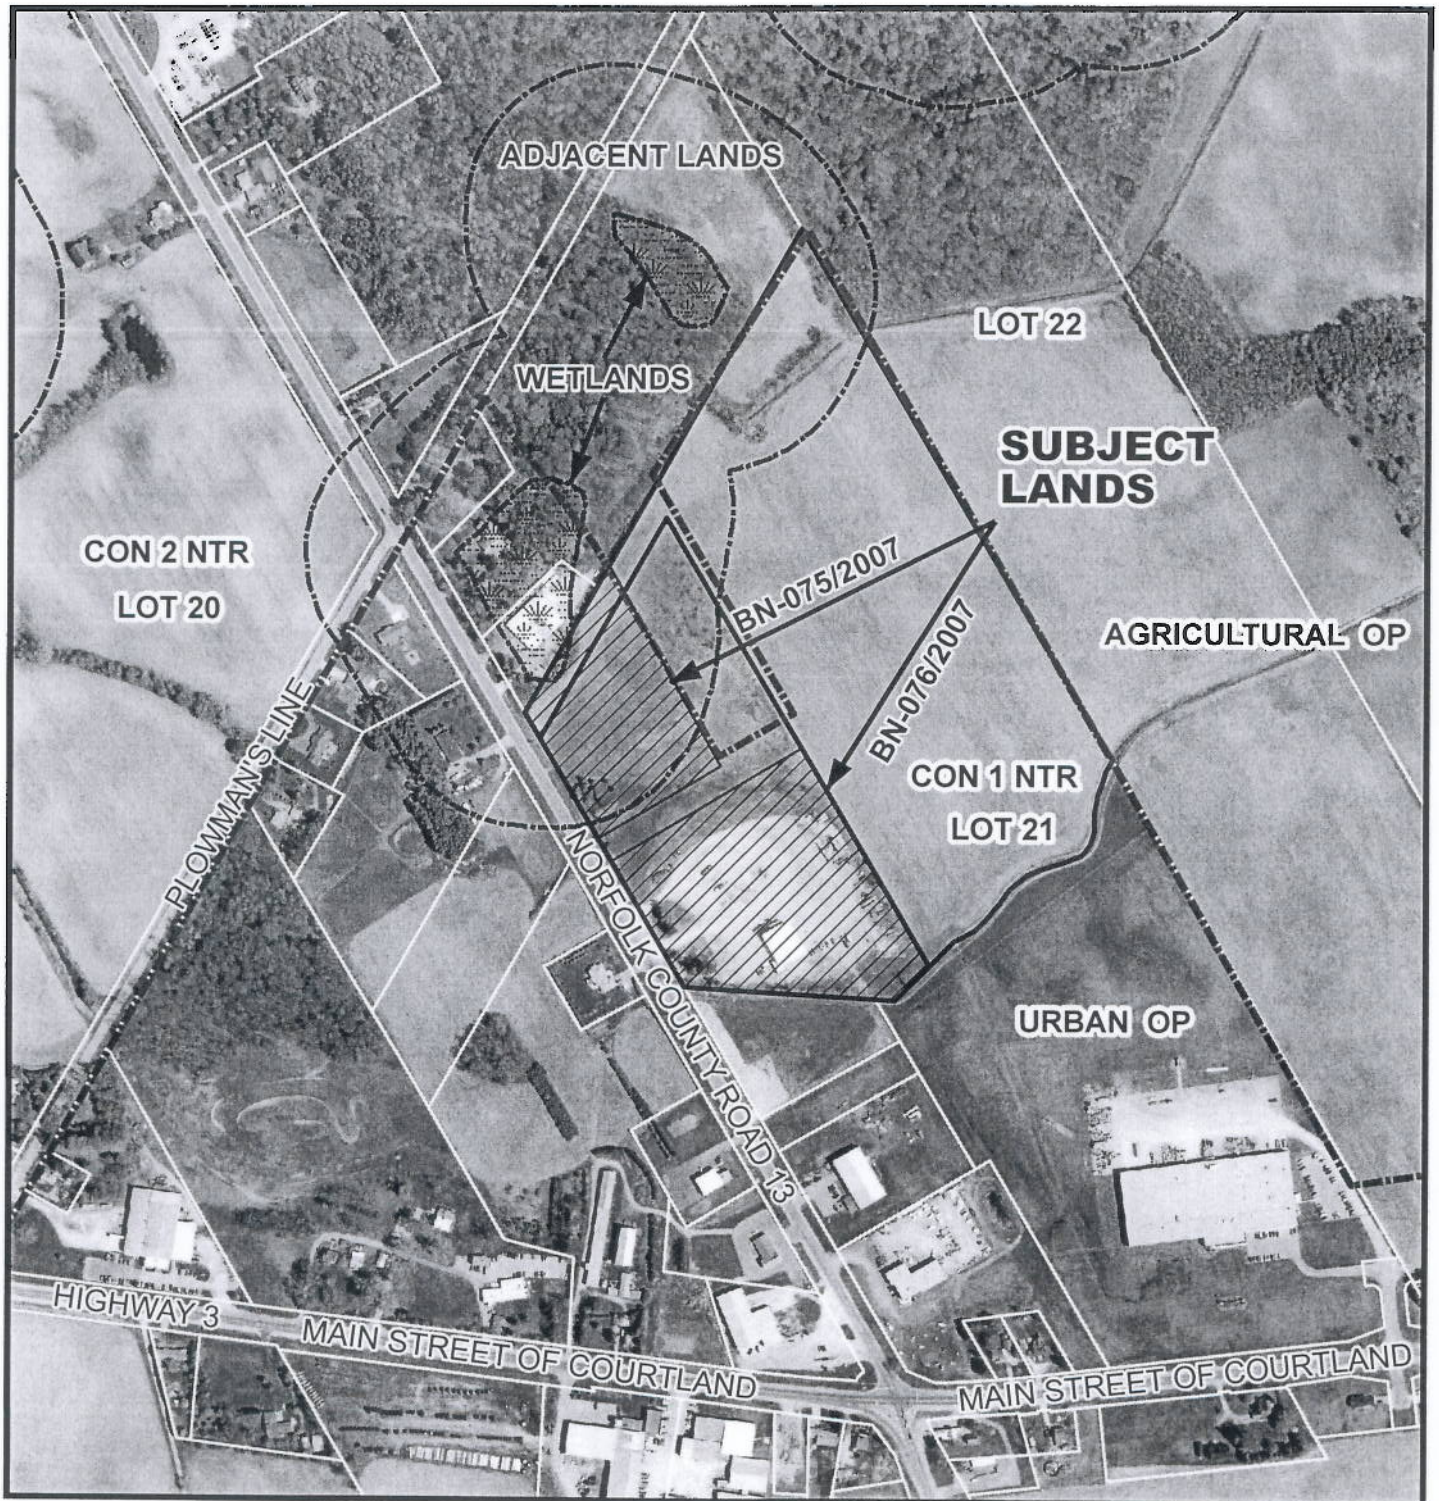 ADJACENT LANDS
LOT 22
WETLANDS
SUBJECT
LANDS
CON 2 NTR
LOT 20
BN-075/2007
BN-076/2007
AGRICULTURAL OP
PLOWMAN'S LINE
CON 1 NTR
LOT 21
NORFOLK COUNTY ROAD 13
URBAN OP
HIGHWAY 3
MAIN STREET OF COURTLAND
MAIN STREET OF COURTLAND